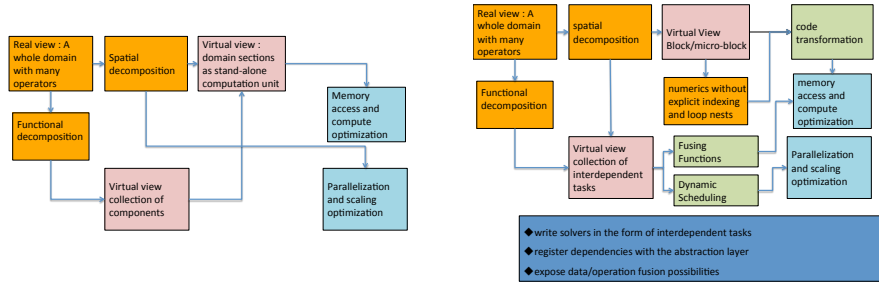 Real view : A
whole domain
with many
operators
Spatial
decomposition
Virtual view :
domain sections
as stand-alone
computation unit
Functional
decomposition
Memory
access and
compute
optimization
Virtual view
collection of
components
Parallelization
and scaling
optimization
Real view : A
whole domain
with many
operators
spatial
decomposition
Virtual View
Block/micro-block
code
transformation
Functional
decomposition
numerics without
explicit indexing
and loop nests
memory
access and
compute
optimization
Virtual view
collection of
interdependent
tasks
Fusing
Functions
Dynamic
Scheduling
Parallelization
and scaling
optimization
◆write solvers in the form of interdependent tasks
◆register dependencies with the abstraction layer
◆expose data/operation fusion possibilities